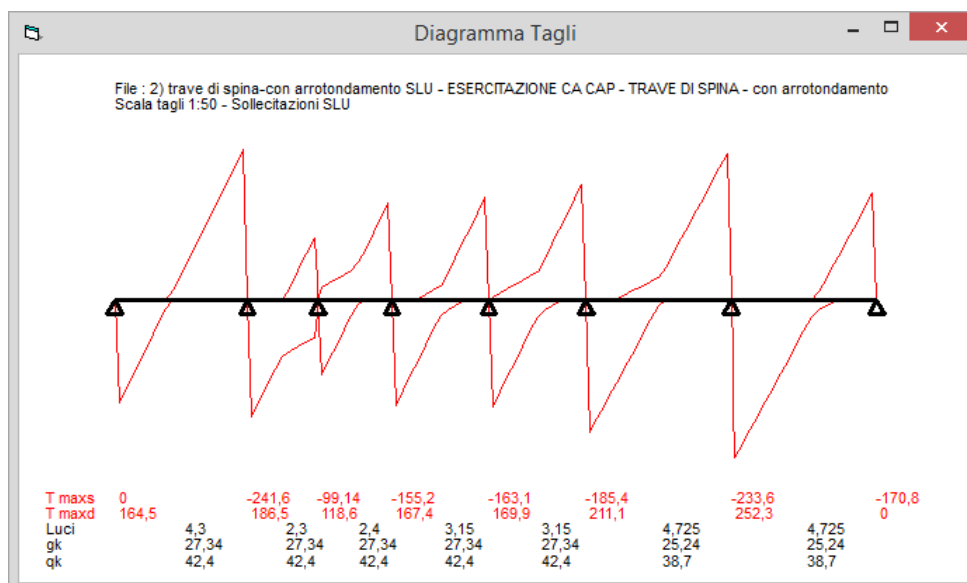 Diagramma Tagli
File : 2) trave di spina-con arrotondamento SLU - ESERCITAZIONE CA CAP - TRAVE DI SPINA - con arrotondamento
Scala tagli 1:50 - Sollecitazioni SLU
T maxs 0 -241,6 -99,14 -155,2 -163,1 -185,4 -233,6 -170,8
T maxd 164,5 186,5 118,6 167,4 169,9 211,1 252,3 0
Luci 4,3 2,3 2,4 3,15 3,15 4,725 4,725
gk 27,34 27,34 27,34 27,34 27,34 25,24 25,24
qk 42,4 42,4 42,4 42,4 42,4 38,7 38,7